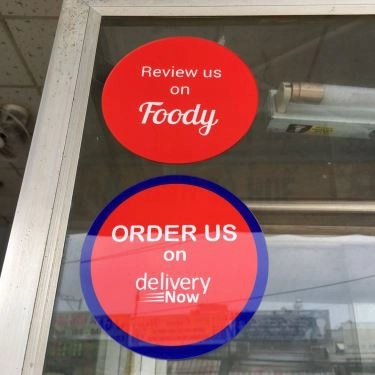 Review us
on
Foody
ORDER US
on
delivery
Now